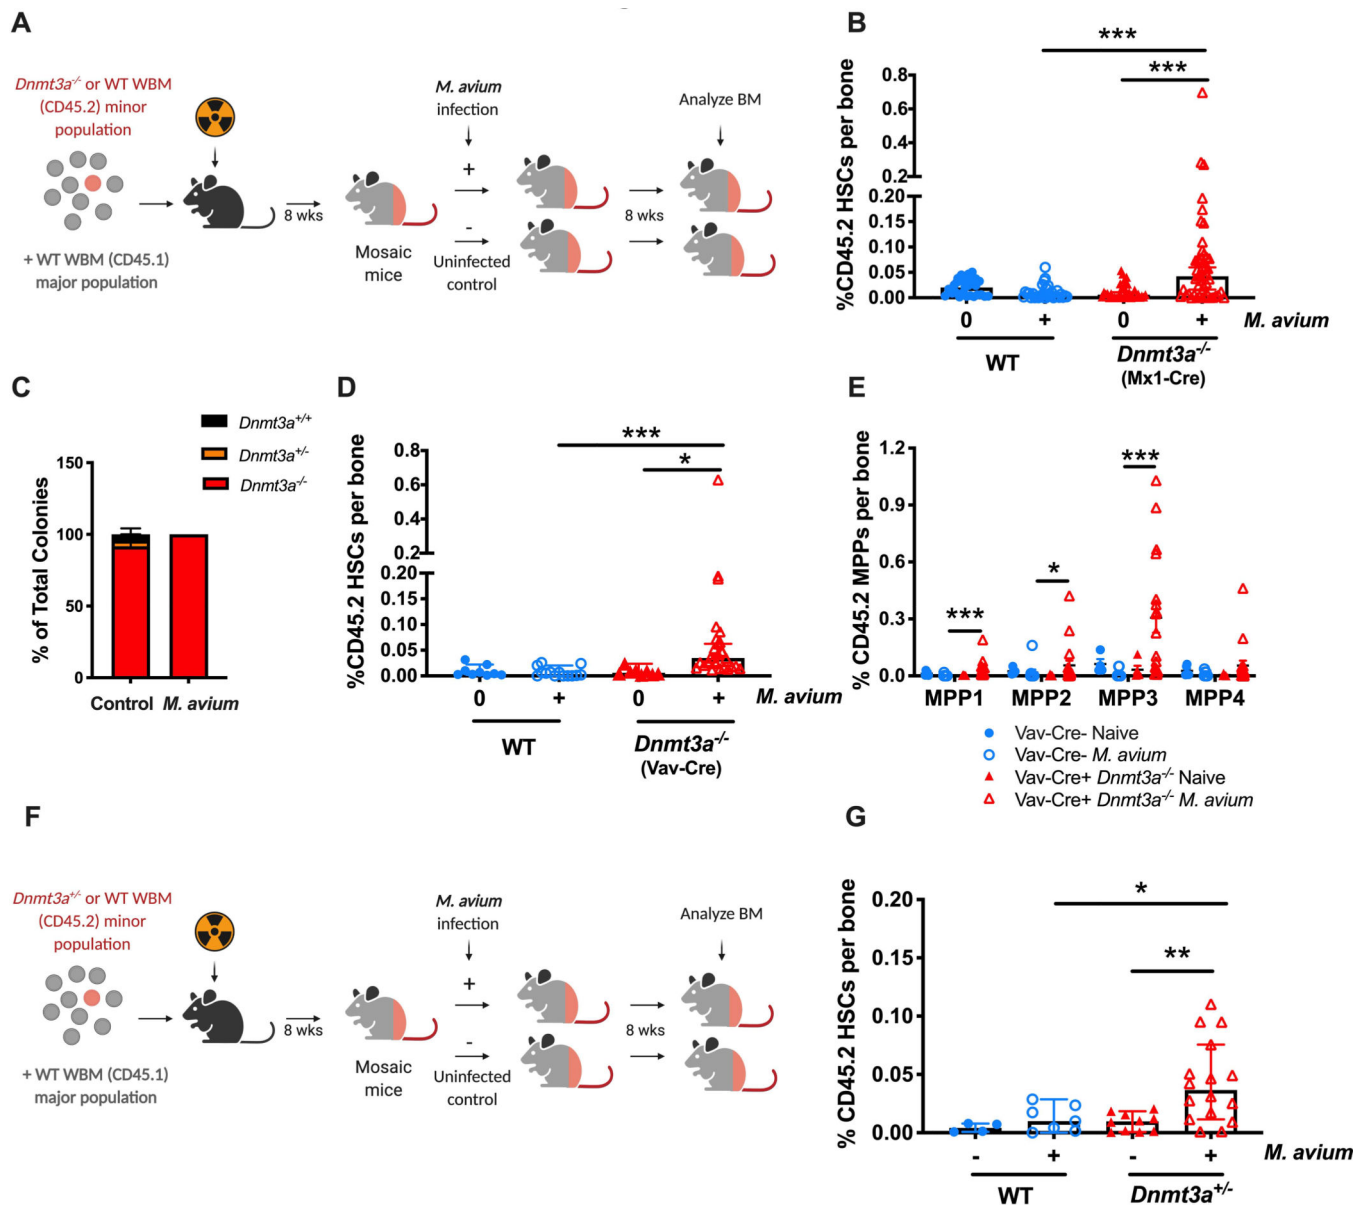 A
Dnmt3a-/- or WT WBM
(CD45.2) minor
population
+ WT WBM (CD45.1)
major population
8 wks
Mosaic
mice
M. avium
infection
+
-
Uninfected
control
8 wks
Analyze BM
B
%CD45.2 HSCs per bone
0.8
0.6
0.4
0.2
0.20
0.15
0.10
0.05
0.00
***
***
0
+
0
+
M. avium
WT
Dnmt3a-/-
(Mx1-Cre)
C
Dnmt3a+/+
Dnmt3a+/-
Dnmt3a-/-
% of Total Colonies
150
100
50
0
Control
M. avium
D
%CD45.2 HSCs per bone
0.8
0.6
0.4
0.2
0.20
0.15
0.10
0.05
0.00
***
*
0
+
0
+
M. avium
WT
Dnmt3a-/-
(Vav-Cre)
E
% CD45.2 MPPs per bone
1.2
0.9
0.6
0.3
0.0
***
*
***
MPP1
MPP2
MPP3
MPP4
Vav-Cre- Naive
Vav-Cre- M. avium
Vav-Cre+ Dnmt3a-/- Naive
Vav-Cre+ Dnmt3a-/- M. avium
F
Dnmt3a+/- or WT WBM
(CD45.2) minor
population
+ WT WBM (CD45.1)
major population
8 wks
Mosaic
mice
M. avium
infection
+
-
Uninfected
control
8 wks
Analyze BM
G
% CD45.2 HSCs per bone
0.20
0.15
0.10
0.05
0.00
*
**
-
+
-
+
M. avium
WT
Dnmt3a+/-